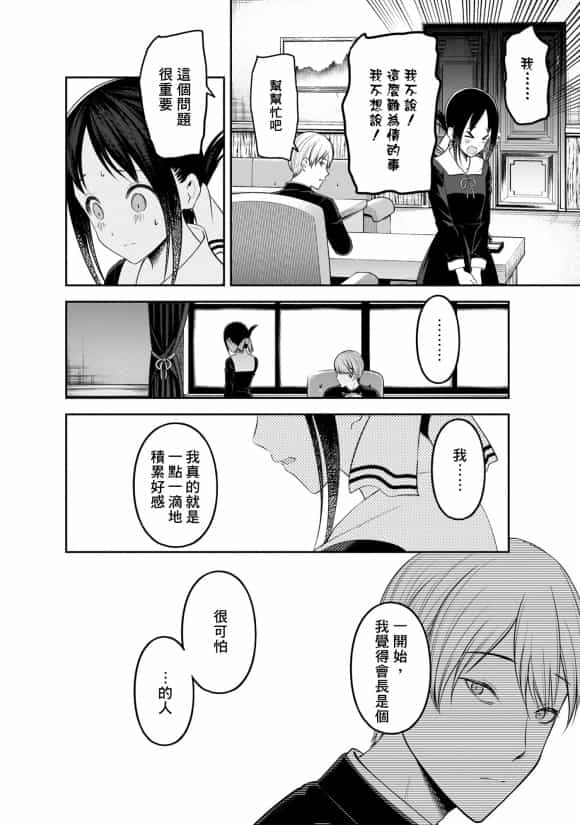 我……
我不說！
這麼難為情的事
我不想說！
幫幫忙吧
這個問題
很重要
………
我……
我真的就是
一點一滴地
積累好感
一開始，
我覺得會長是個
很可怕
…的人